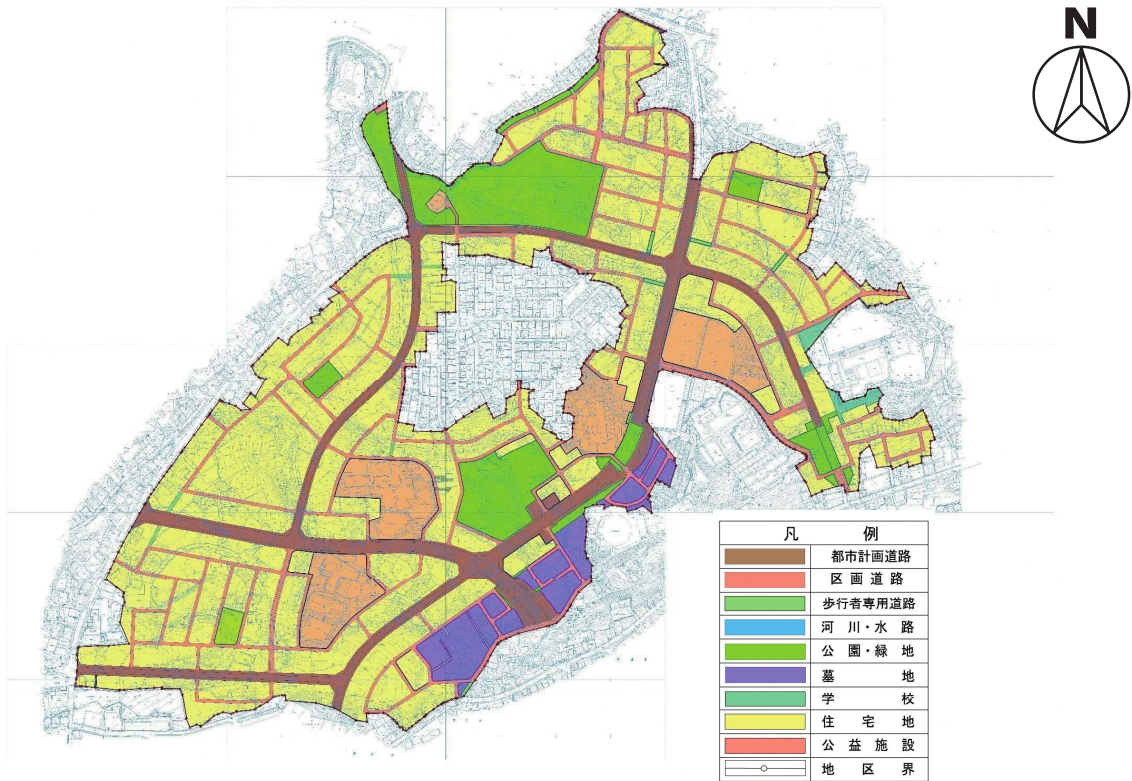 N
凡 例
都市計画道路
区画道路
歩行者専用道路
河川・水路
公園・緑地
墓地
学校
住宅地
公益施設
地区界